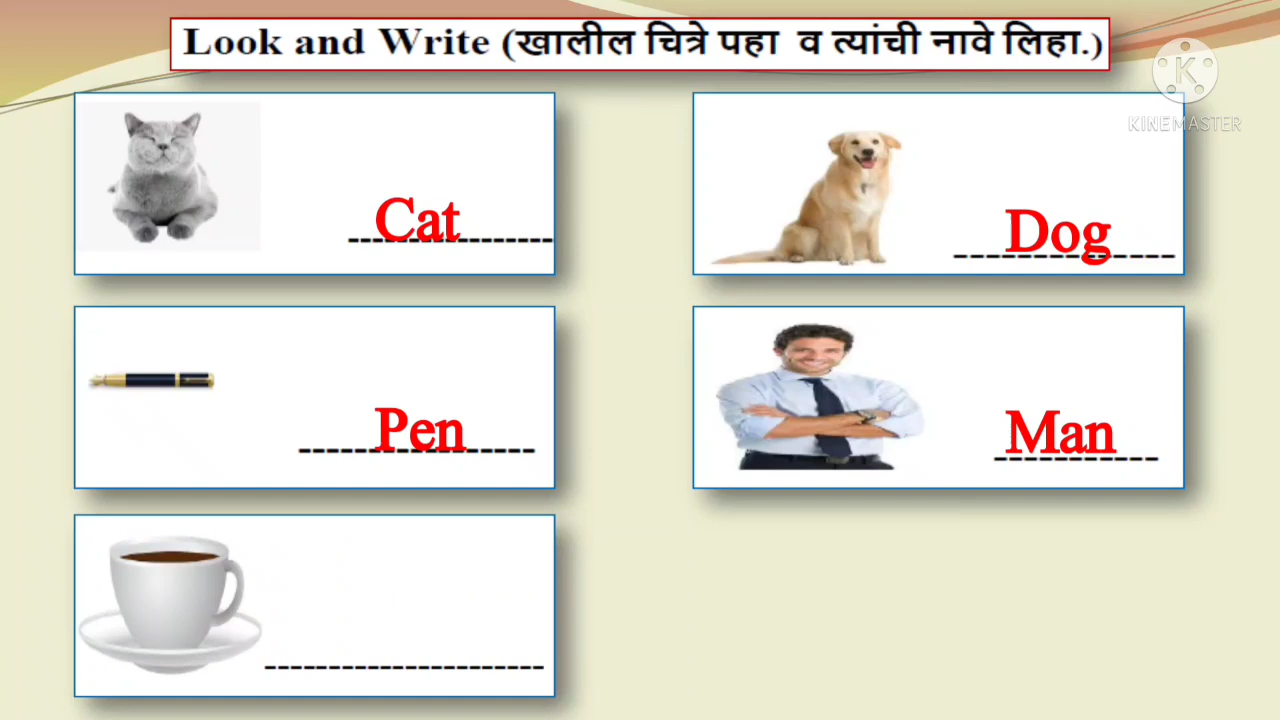 Look and Write (खालील चित्रे पहा व त्यांची नावे लिहा.)
K
KINEMASTER
Cat
Dog
Pen
Man